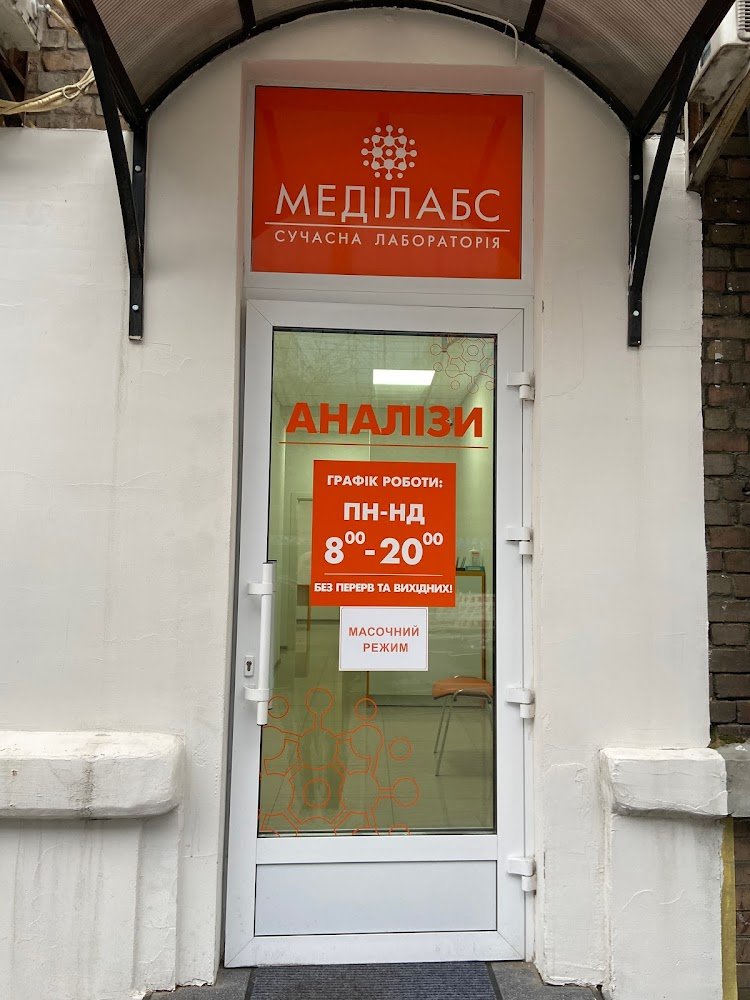 МЕДІЛАБС
СУЧАСНА ЛАБОРАТОРІЯ
АНАЛІЗИ
ГРАФІК РОБОТИ:
ПН-НД
8⁰⁰-20⁰⁰
БЕЗ ПЕРЕРВ ТА ВИХІДНИХ!
МАСОЧНИЙ
РЕЖИМ